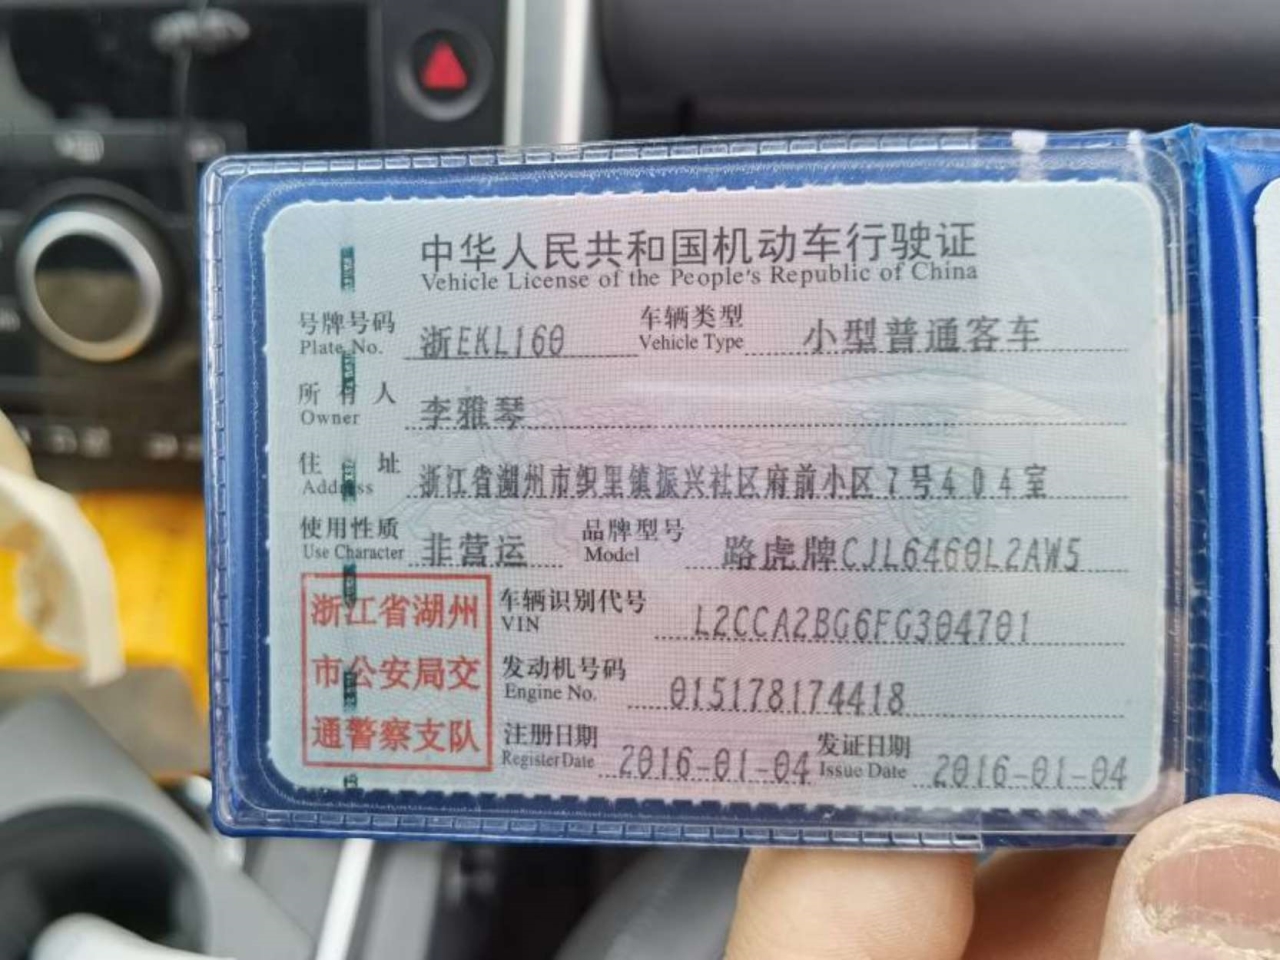 中华人民共和国机动车行驶证
Vehicle License of the People's Republic of China
号牌号码 浙EKL160 车辆类型 小型普通客车
Plate No. Vehicle Type
所有人 李雅琴
Owner
住址 浙江省湖州市织里镇振兴社区府前小区7号404室
Address
使用性质 非营运 品牌型号 路虎牌CJL6460L2AW5
Use Character Model
浙江省湖州
市公安局交
通警察支队
车辆识别代号 L2CCA2BG6FG304701
VIN
发动机号码 015178174418
Engine No.
注册日期 2016-01-04 发证日期 2016-01-04
Register Date Issue Date